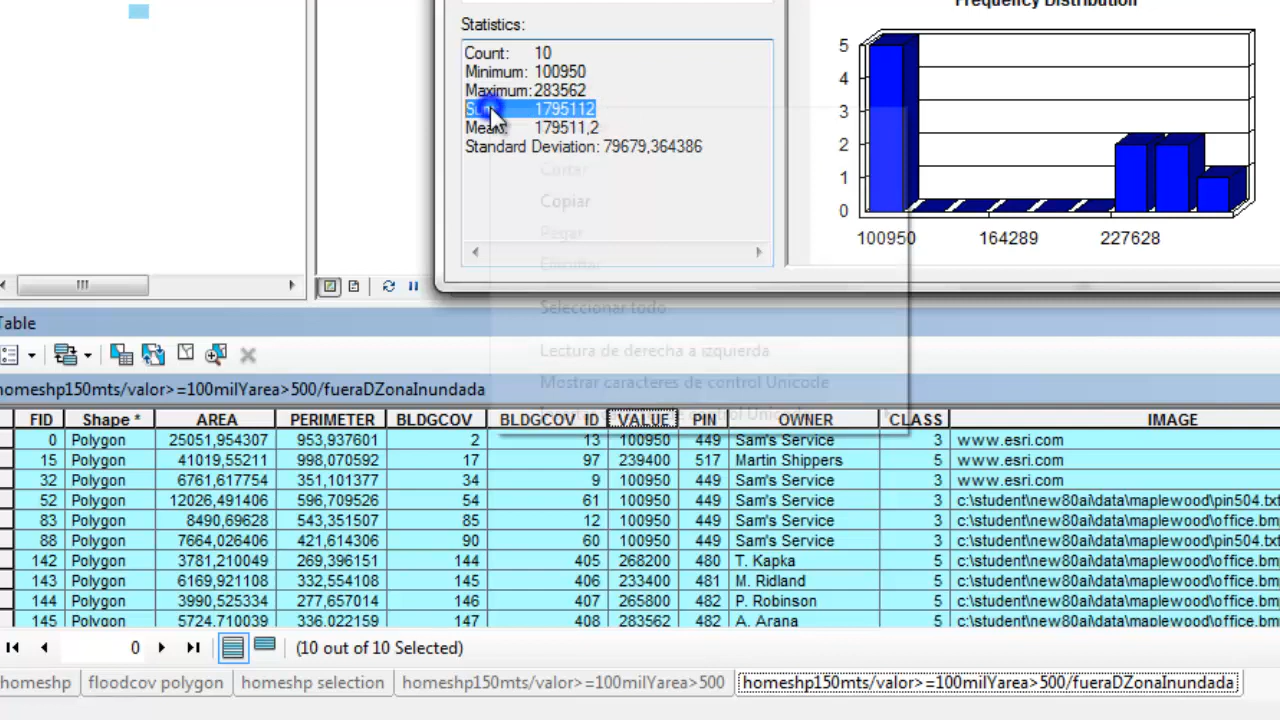 Frequency Distribution
Statistics:
Count: 10
Minimum: 100950
Maximum: 283562
1795112
179511,2
Standard Deviation: 79679,364386
5
4
3
2
1
0
100950 164289 227628
Cortar
Copiar
Pegar
Eliminar
Seleccionar todo
Lectura de derecha a izquierda
Mostrar caracteres de control Unicode
Table
homeshp150mts/valor>=100milYarea>500/fueraDZonaInundada
FID Shape * AREA PERIMETER BLDGCOV BLDGCOV_ID VALUE PIN OWNER CLASS IMAGE
0 Polygon 25051,954307 953,937601 2 13 100950 449 Sam's Service 3 www.esri.com
15 Polygon 41019,55211 998,070592 17 97 239400 517 Martin Shippers 5 www.esri.com
32 Polygon 6761,617754 351,101377 34 9 100950 449 Sam's Service 3 www.esri.com
52 Polygon 12026,491406 596,709526 54 61 100950 449 Sam's Service 3 c:\student\new80ai\data\maplewood\pin504.txt
83 Polygon 8490,69628 543,351507 85 12 100950 449 Sam's Service 3 c:\student\new80ai\data\maplewood\office.bm
88 Polygon 7664,026406 421,614306 90 60 100950 449 Sam's Service 3 c:\student\new80ai\data\maplewood\pin504.txt
142 Polygon 3781,210049 269,396151 144 405 268200 480 T. Kapka 5 c:\student\new80ai\data\maplewood\office.bm
143 Polygon 6169,921108 332,554108 145 406 233400 481 M. Ridland 5 c:\student\new80ai\data\maplewood\office.bm
144 Polygon 3990,525334 277,657014 146 407 265800 482 P. Robinson 5 c:\student\new80ai\data\maplewood\office.bm
145 Polygon 5724,710039 336,022159 147 408 283562 482 A. Arana 5 c:\student\new80ai\data\maplewood\office.bm
0 (10 out of 10 Selected)
homeshp floodcov polygon homeshp selection homeshp150mts/valor>=100milYarea>500 homeshp150mts/valor>=100milYarea>500/fueraDZonaInundada